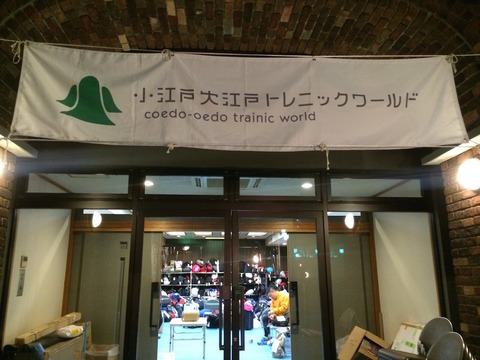 小江戸大江戸トレニックワールド
coedo-oedo trainic world